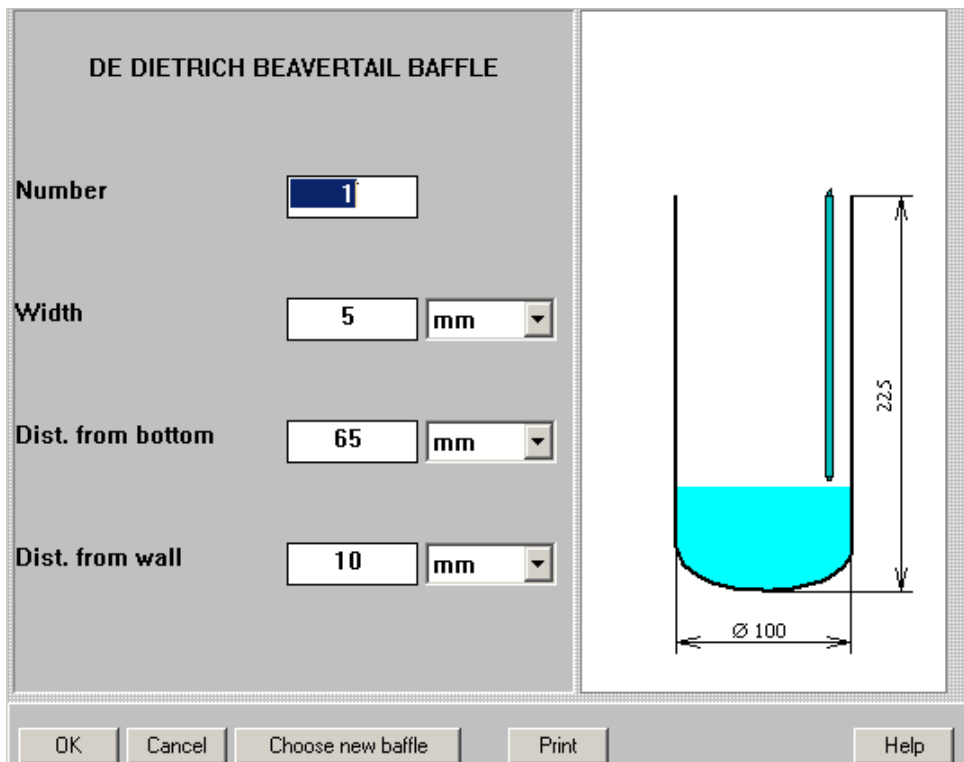 DE DIETRICH BEAVERTAIL BAFFLE
Number 1
Width 5 mm
Dist. from bottom 65 mm
Dist. from wall 10 mm
225
Ø 100
OK Cancel Choose new baffle Print Help